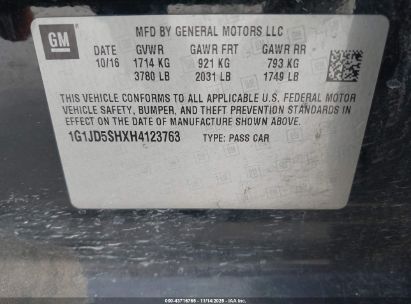 GM
MFD BY GENERAL MOTORS LLC
DATE GVWR GAWR FRT GAWR RR
10/16 1714 KG 921 KG 793 KG
3780 LB 2031 LB 1749 LB
THIS VEHICLE CONFORMS TO ALL APPLICABLE U.S. FEDERAL MOTOR
VEHICLE SAFETY, BUMPER, AND THEFT PREVENTION STANDARDS
IN EFFECT ON THE DATE OF MANUFACTURE SHOWN ABOVE.
1G1JD5SHXH4123763 TYPE: PASS CAR